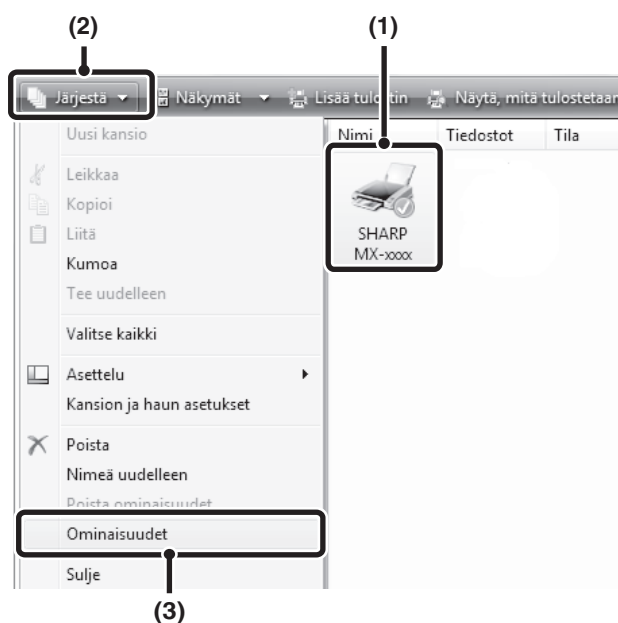 (2)
(1)
Järjestä
Näkymät
Lisää tulostin
Näytä, mitä tulostetaan
Uusi kansio
Nimi
Tiedostot
Tila
Leikkaa
Kopioi
Liitä
SHARP
MX-xxxx
Kumoa
Tee uudelleen
Valitse kaikki
Asettelu
Kansion ja haun asetukset
Poista
Nimeä uudelleen
Poista ominaisuudet
Ominaisuudet
Sulje
(3)